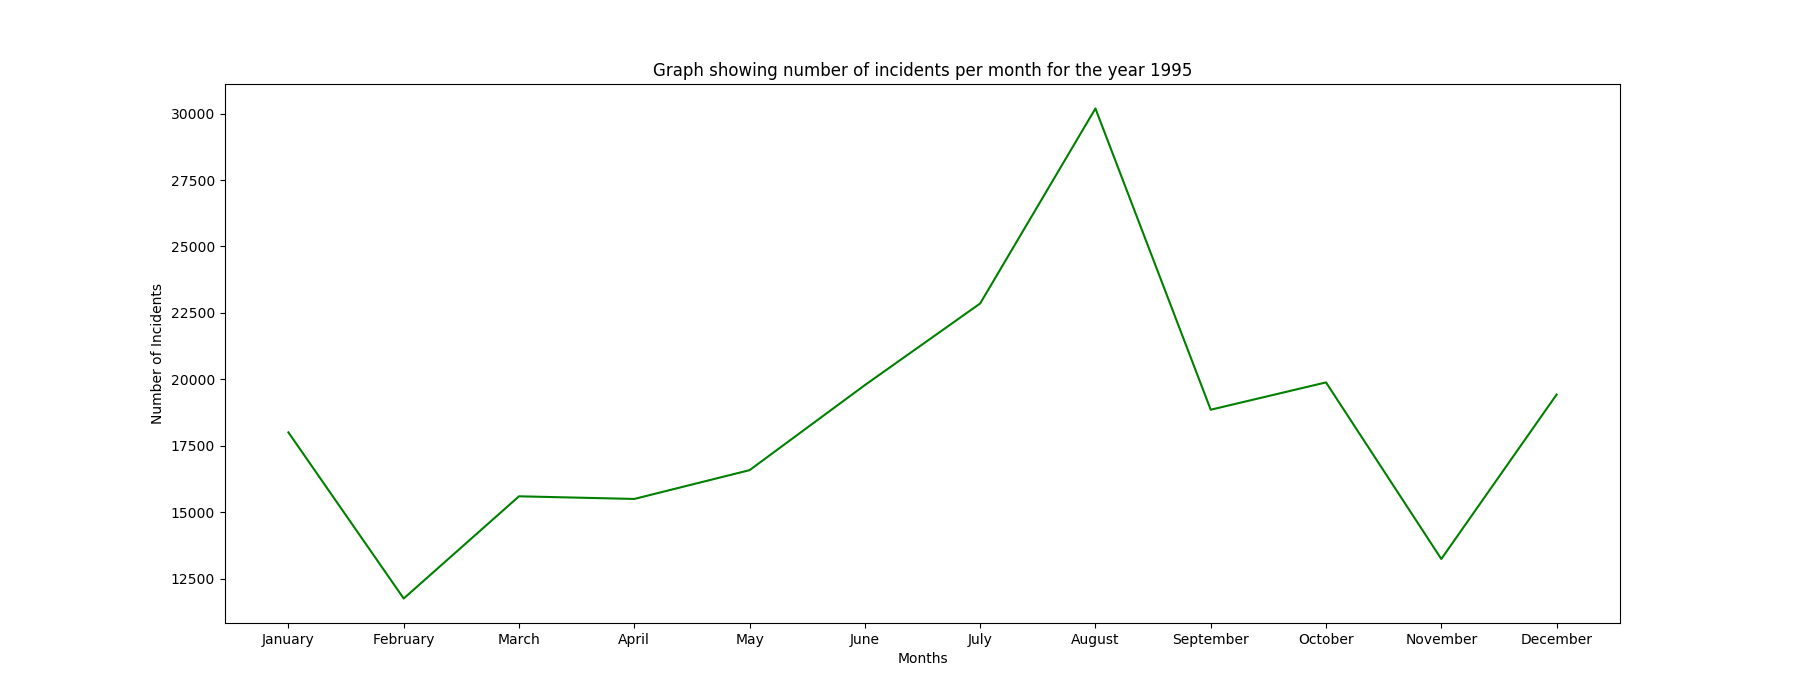 Graph showing number of incidents per month for the year 1995
30000
27500
25000
22500
20000
17500
15000
12500
Number of Incidents
January February March April May June July August September October November December
Months